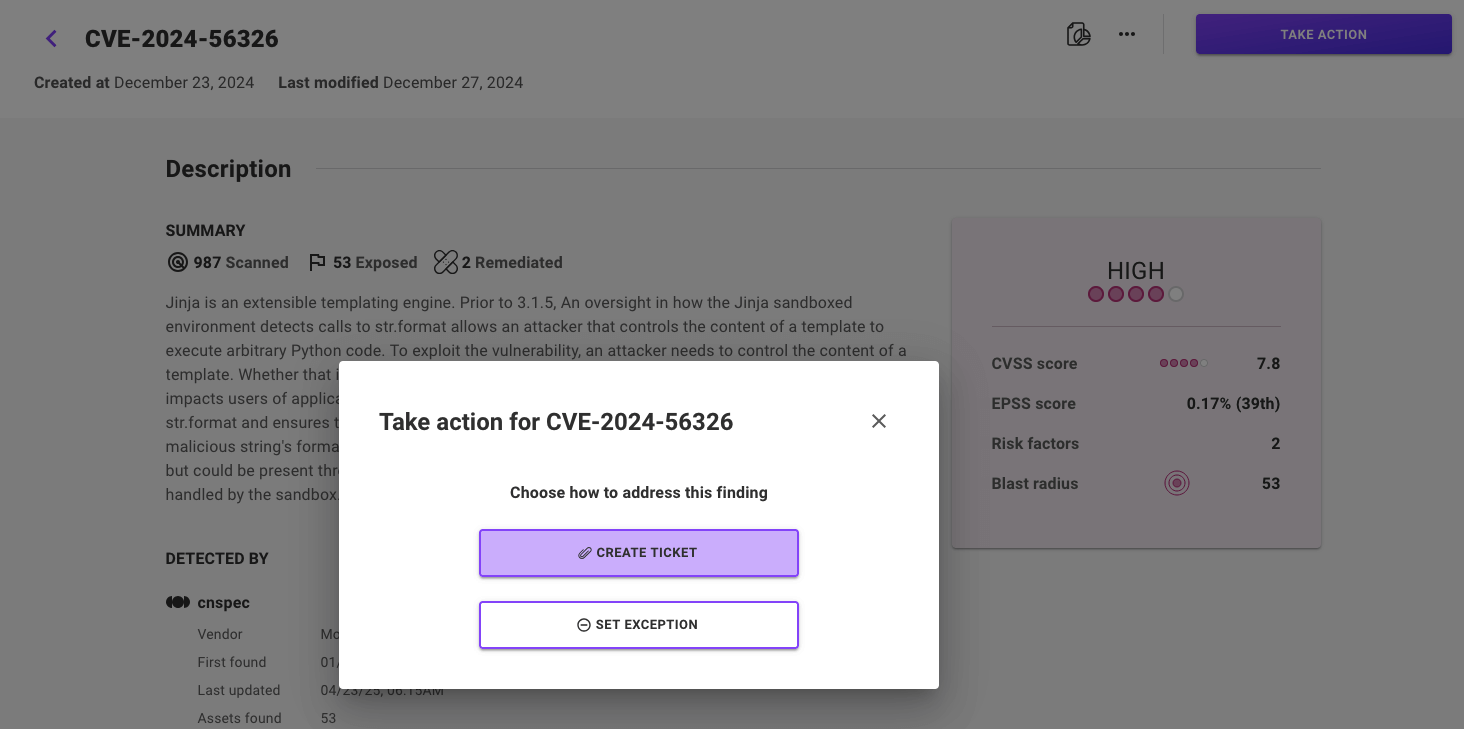 CVE-2024-56326
TAKE ACTION
Created at December 23, 2024 Last modified December 27, 2024
Description
SUMMARY
987 Scanned 53 Exposed 2 Remediated
Jinja is an extensible templating engine. Prior to 3.1.5, An oversight in how the Jinja sandboxed
environment detects calls to str.format allows an attacker that controls the content of a template to
execute arbitrary Python code. To exploit the vulnerability, an attacker needs to control the content of a
template. Whether that i
impacts users of applica
str.format and ensures t
malicious string's forma
but could be present thr
handled by the sandbox.
HIGH
CVSS score 7.8
EPSS score 0.17% (39th)
Risk factors 2
Blast radius 53
Take action for CVE-2024-56326
Choose how to address this finding
CREATE TICKET
SET EXCEPTION
DETECTED BY
cnspec
Vendor Mo
First found 01/
Last updated 04/23/25, 06:15AM
Assets found 53